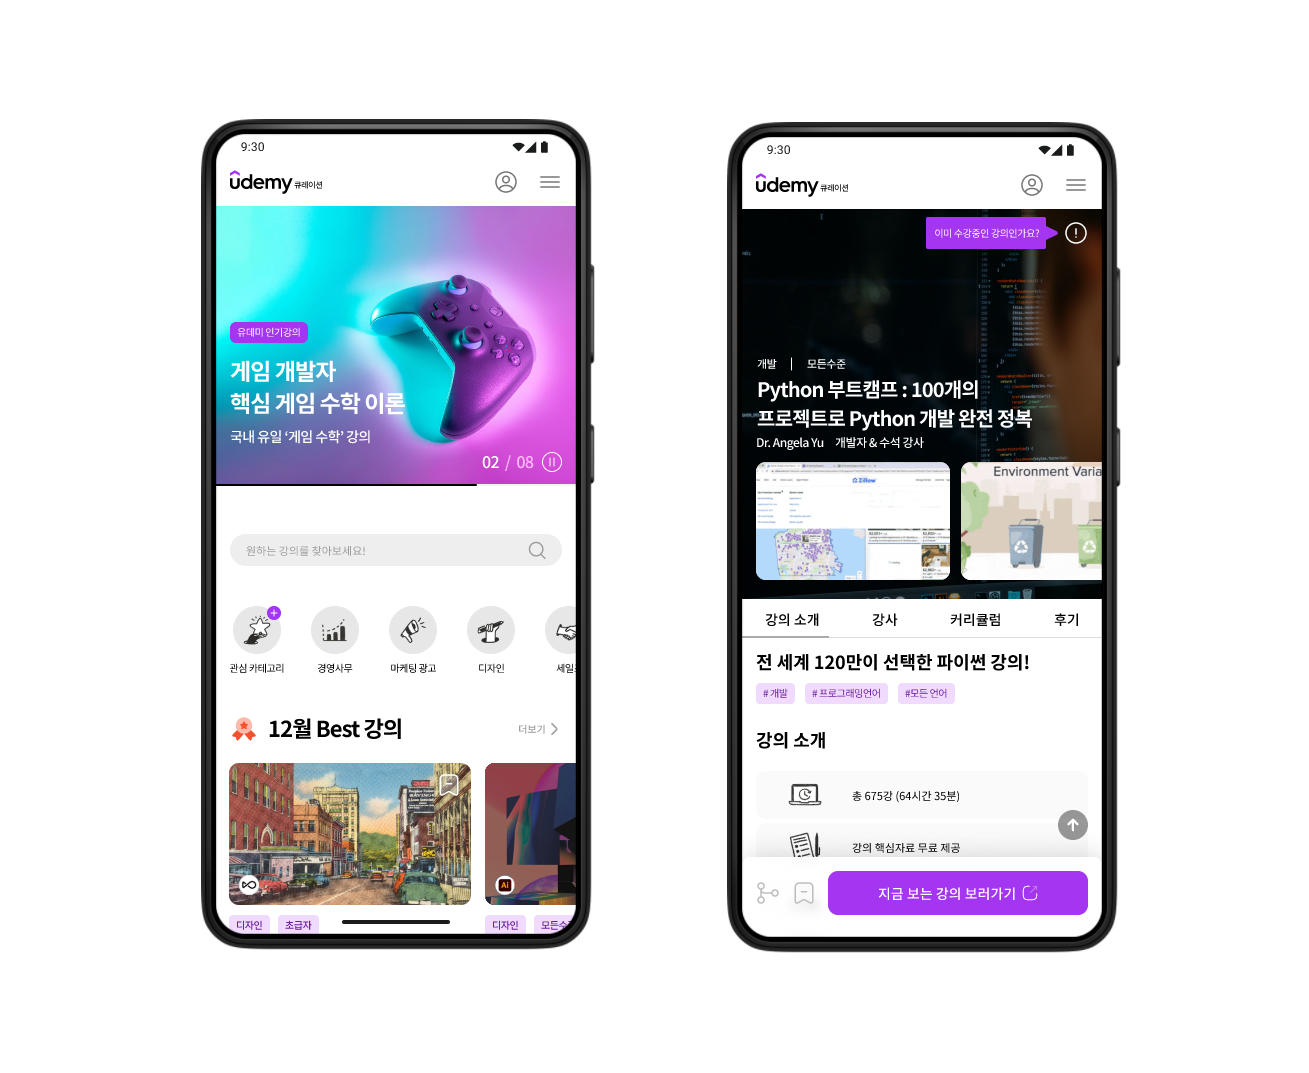 9:30
udemy 큐레이션
유데미 인기강의
게임 개발자
핵심 게임 수학 이론
국내 유일 ‘게임 수학’ 강의
02 / 08
원하는 강의를 찾아보세요!
관심 카테고리
경영사무
마케팅 광고
디자인
세일즈
12월 Best 강의
더보기
Ai
디자인
초급자
디자인
모든수준
9:30
udemy 큐레이션
이미 수강중인 강의인가요?
개발 | 모든수준
Python 부트캠프 : 100개의
프로젝트로 Python 개발 완전 정복
Dr. Angela Yu 개발자 & 수석 강사
Zillow
Environment Varia
강의 소개
강사
커리큘럼
후기
전 세계 120만이 선택한 파이썬 강의!
# 개발
# 프로그래밍언어
#모든 언어
강의 소개
총 675강 (64시간 35분)
강의 핵심자료 무료 제공
지금 보는 강의 보러가기